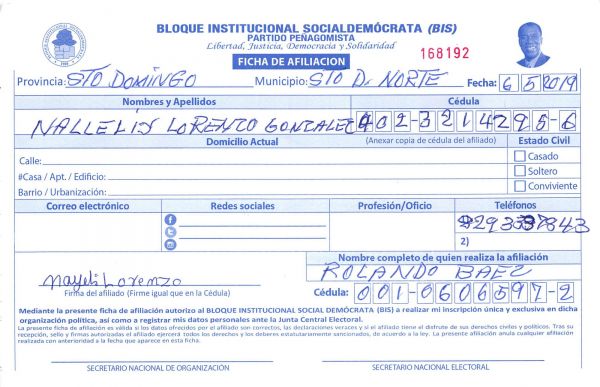 BLOQUE INSTITUCIONAL SOCIALDEMÓCRATA (BIS)
PARTIDO PEÑAGOMISTA
Libertad, Justicia, Democracia y Solidaridad
168192
FICHA DE AFILIACION
Provincia: STO DOMINGO Municipio: STO D. NORTE Fecha: 6 5 2019
Nombres y Apellidos Cédula
NALLELIS LORENZO GONZALEZ 402-3214295-6
Domicilio Actual (Anexar copia de cédula del afiliado) Estado Civil
Calle: Casado
#Casa / Apt. / Edificio: Soltero
Barrio / Urbanización: Conviviente
Correo electrónico Redes sociales Profesión/Oficio Teléfonos
2)
Nombre completo de quien realiza la afiliación
Nayeli Lorenzo ROLANDO BAEZ
Firma del afiliado (Firme igual que en la Cédula) Cédula: 001-0606597-2
Mediante la presente ficha de afiliación autorizo al BLOQUE INSTITUCIONAL SOCIAL DEMÓCRATA (BIS) a realizar mi inscripción única y exclusiva en dicha
organización política, así como a registrar mis datos personales ante la Junta Central Electoral.
La presente ficha de afiliación es válida si los datos ofrecidos por el afiliado son correctos, las declaraciones veraces y si el afiliado tiene el disfrute de sus derechos civiles y políticos. Tras su
recepción, sello y firmas autorizadas el afiliado ejercerá todos los derechos y los deberes estatutariamente sancionados, de acuerdo a la ley. La presente afiliación anula cualquier afiliación
realizada con anterioridad a la fecha que aparece en esta ficha.
SECRETARIO NACIONAL DE ORGANIZACIÓN SECRETARIO NACIONAL ELECTORAL